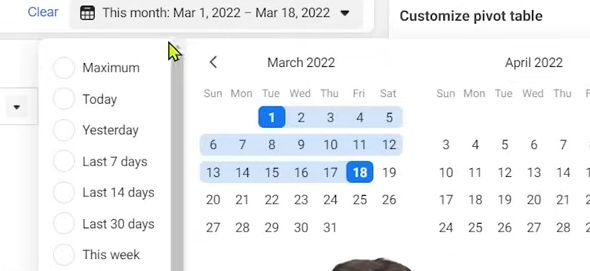 Clear
This month: Mar 1, 2022 – Mar 18, 2022
Customize pivot table
Maximum
Today
Yesterday
Last 7 days
Last 14 days
Last 30 days
This week
March 2022
Sun Mon Tue Wed Thu Fri Sat
1 2 3 4 5
6 7 8 9 10 11 12
13 14 15 16 17 18 19
20 21 22 23 24 25 26
27 28 29 30 31
April 2022
Sun Mon Tue Wed Thu
3 4 5 6 7 8
10 11 12 13 14 1
17 18 19 20 21 2
24 25 26 27 28 2